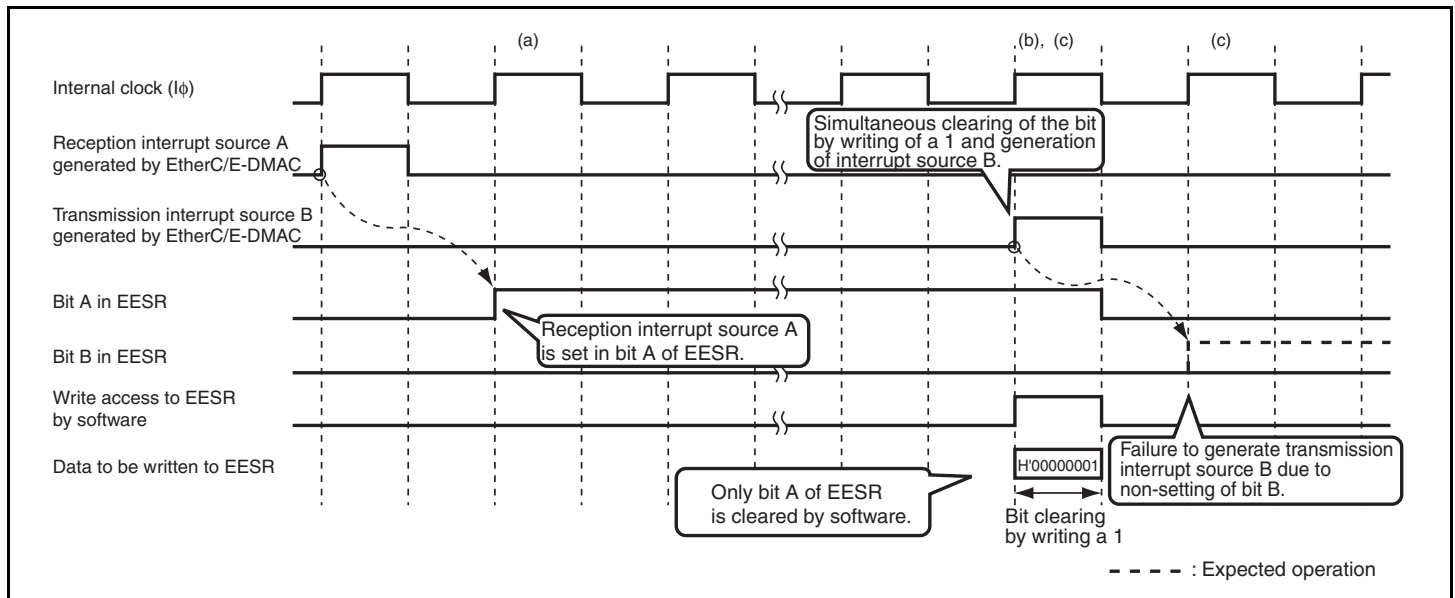 (a)
(b), (c)
(c)
Internal clock (Iϕ)
Simultaneous clearing of the bit
by writing of a 1 and generation
of interrupt source B.
Reception interrupt source A
generated by EtherC/E-DMAC
Transmission interrupt source B
generated by EtherC/E-DMAC
Bit A in EESR
Reception interrupt source A
is set in bit A of EESR.
Bit B in EESR
Write access to EESR
by software
Failure to generate transmission
interrupt source B due to
non-setting of bit B.
Data to be written to EESR
H'00000001
Only bit A of EESR
is cleared by software.
Bit clearing
by writing a 1
: Expected operation